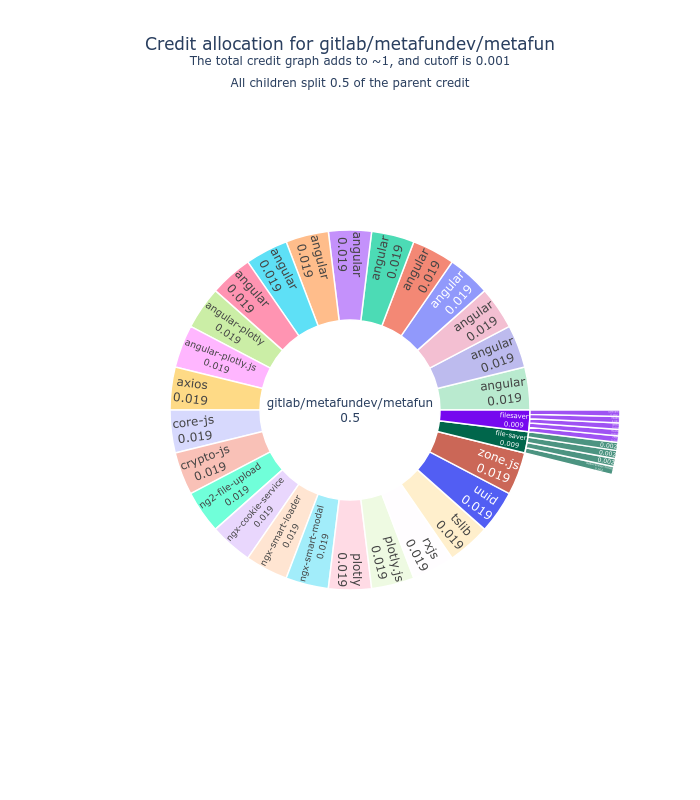 Credit allocation for gitlab/metafundev/metafun
The total credit graph adds to ~1, and cutoff is 0.001
All children split 0.5 of the parent credit
gitlab/metafundev/metafun
0.5
angular
0.019
angular
0.019
angular
0.019
angular
0.019
angular
0.019
angular
0.019
angular
0.019
angular
0.019
angular
0.019
angular
0.019
angular-plotly
0.019
angular-plotly.js
0.019
axios
0.019
core-js
0.019
crypto-js
0.019
ng2-file-upload
0.019
ngx-cookie-service
0.019
ngx-smart-loader
0.019
ngx-smart-modal
0.019
plotly
0.019
plotly.js
0.019
rxjs
0.019
tslib
0.019
uuid
0.019
zone.js
0.019
file-saver
0.009
filesaver
0.009
0.002
0.002
0.002